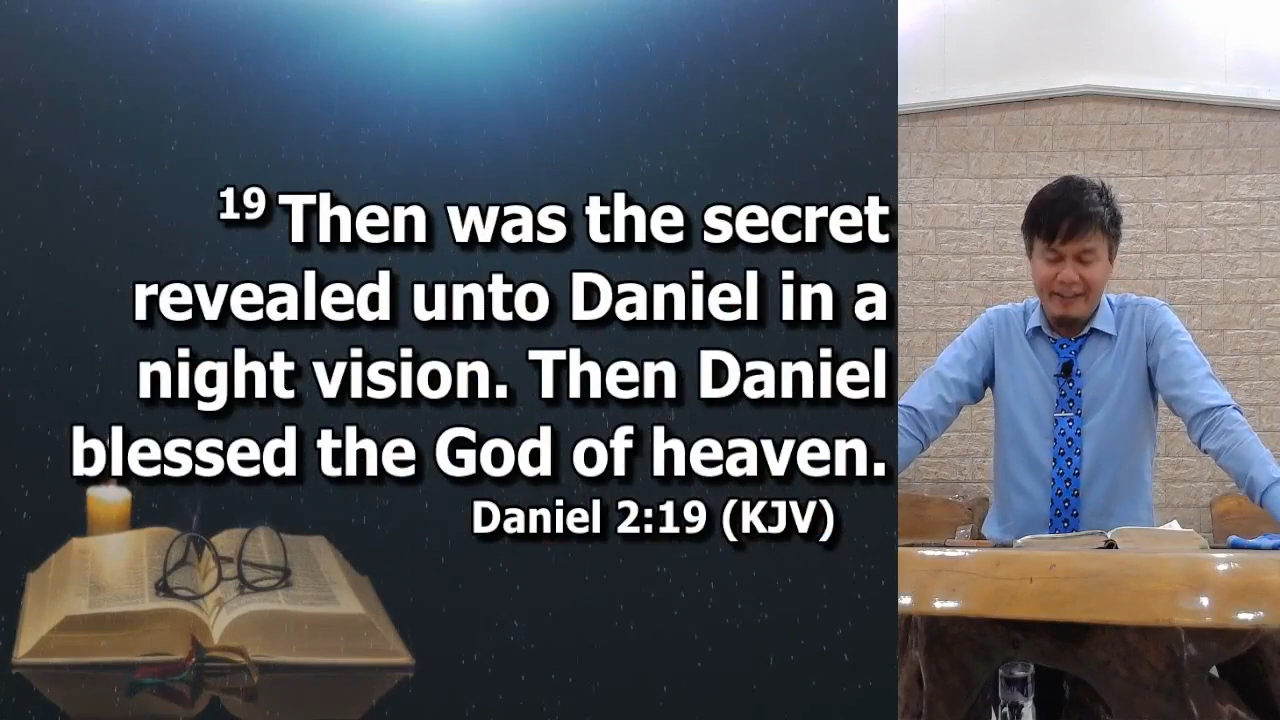 19 Then was the secret
revealed unto Daniel in a
night vision. Then Daniel
blessed the God of heaven.
Daniel 2:19 (KJV)